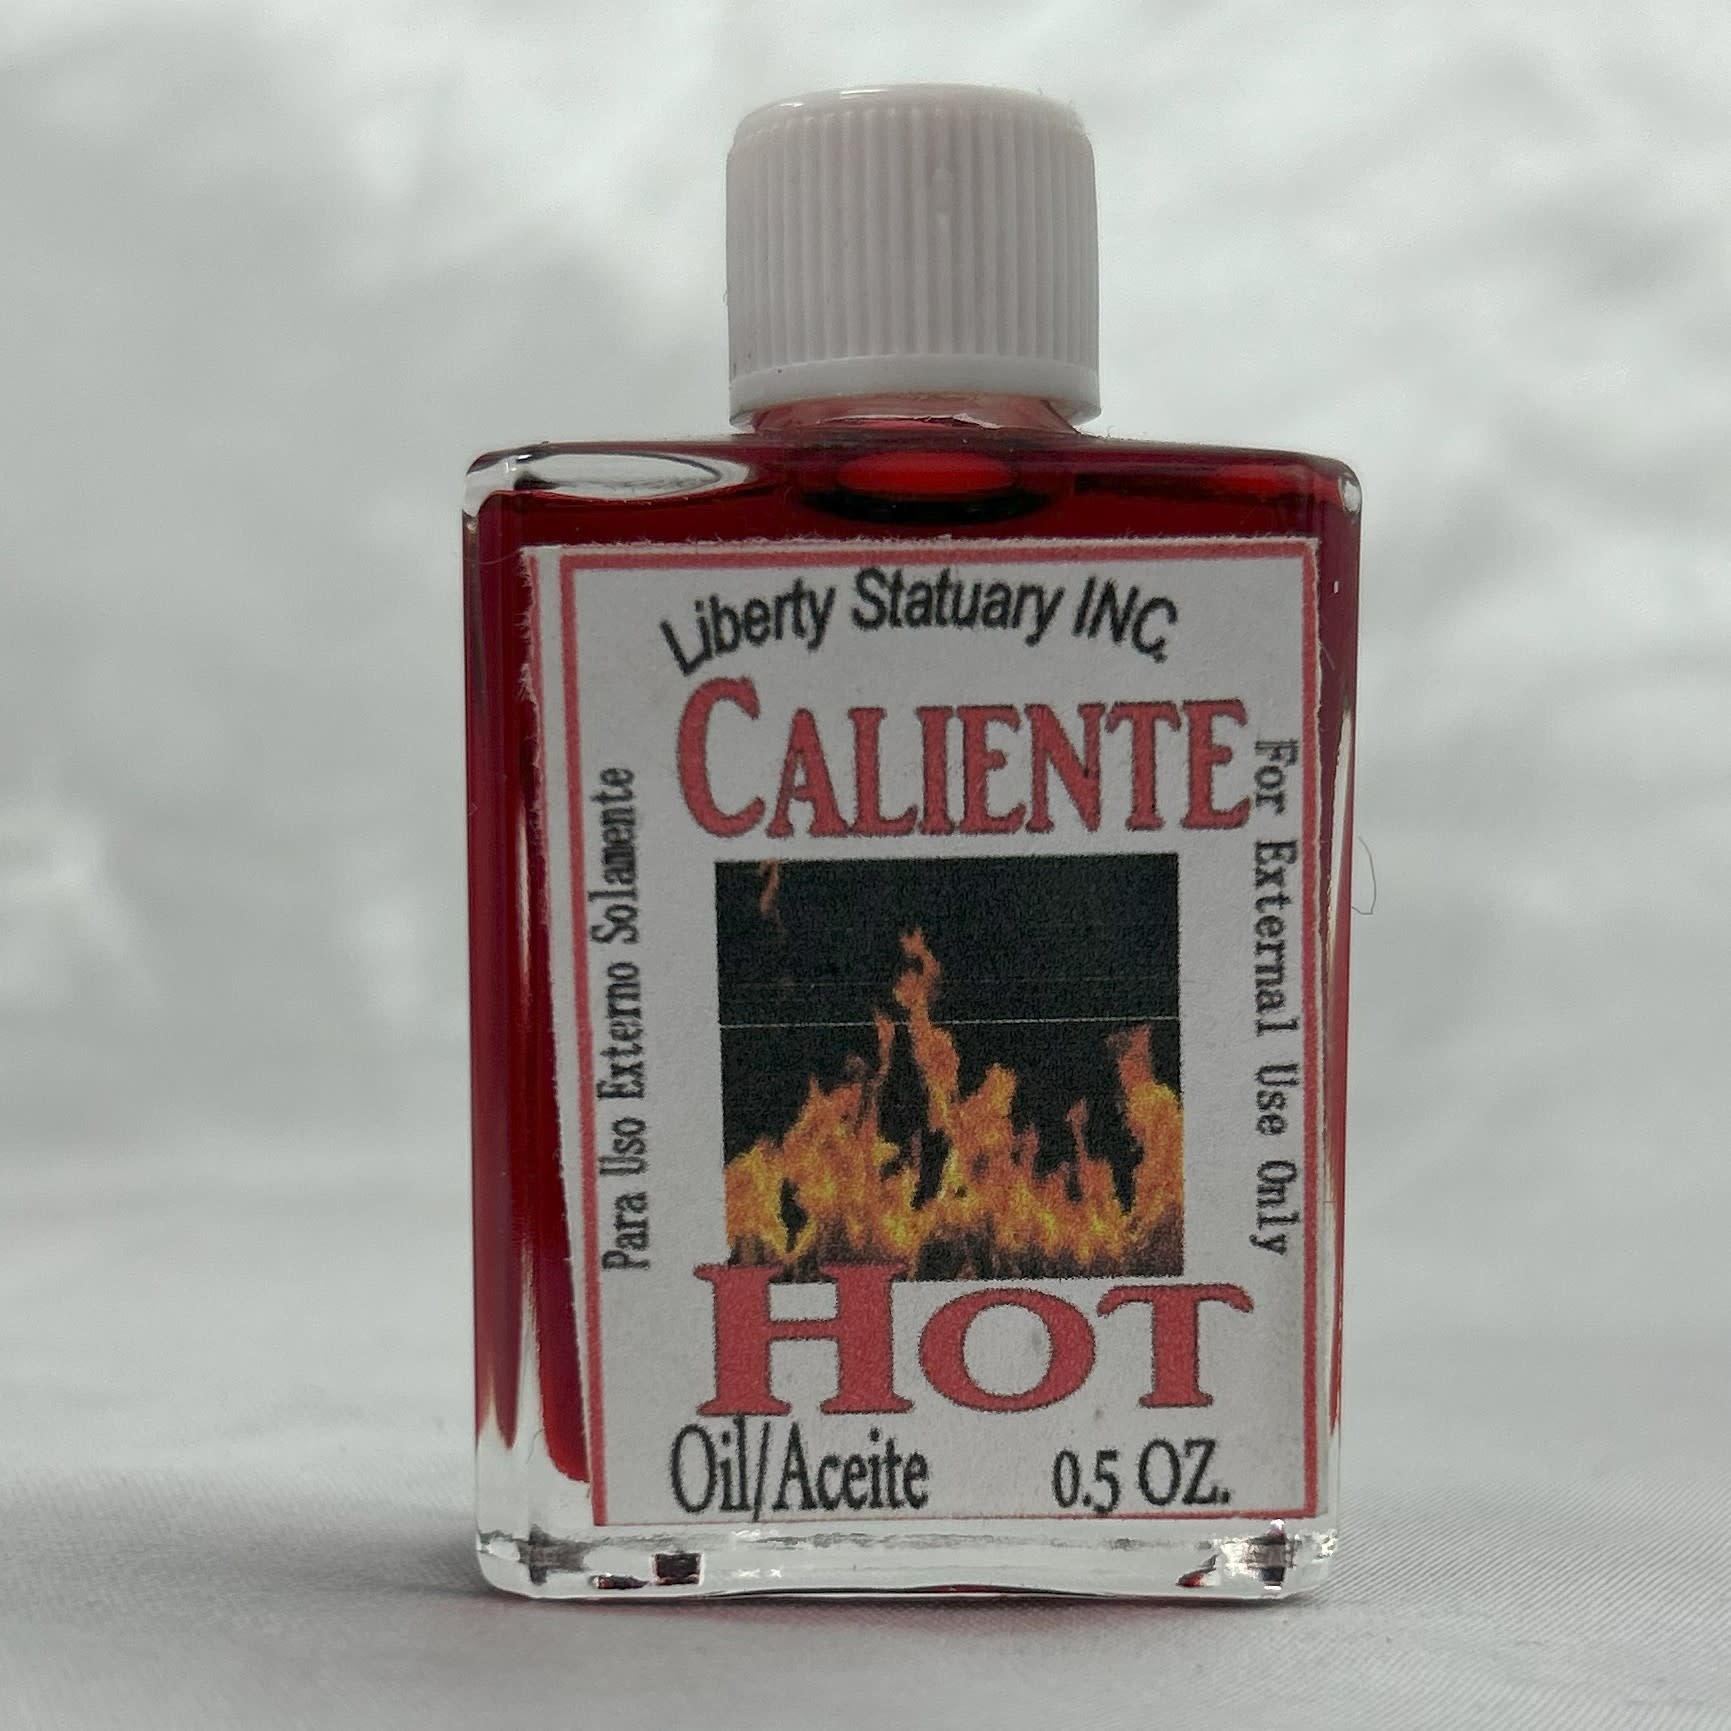 Liberty Statuary INC.
CALIENTE
Para Uso Externo Solamente
For External Use Only
HOT
Oil/Aceite 0.5 OZ.